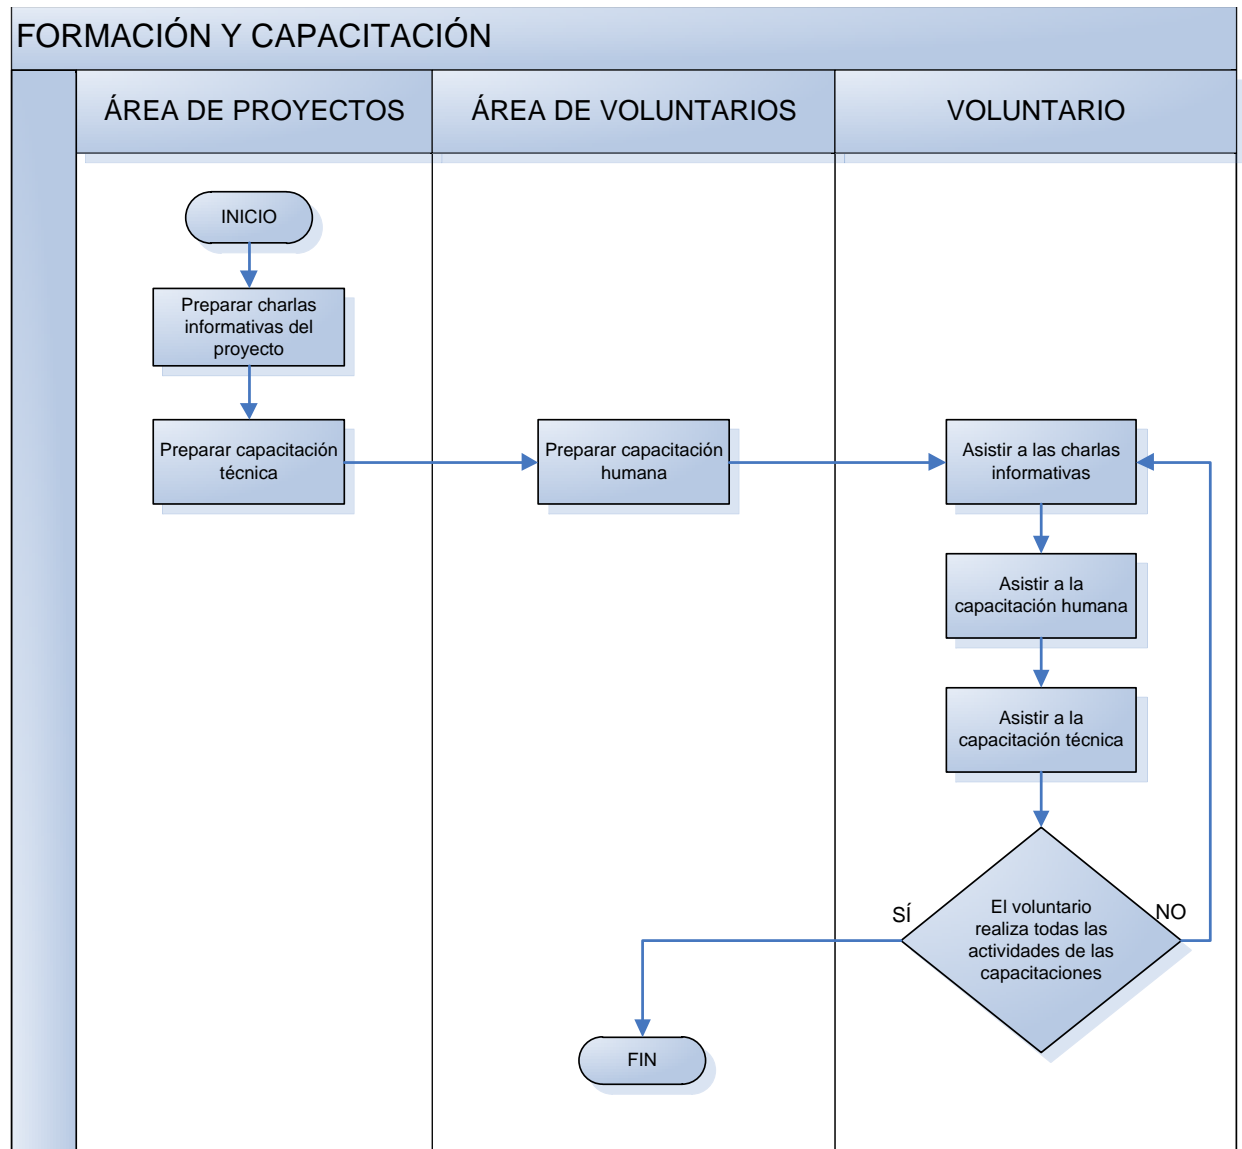 FORMACIÓN Y CAPACITACIÓN
ÁREA DE PROYECTOS
ÁREA DE VOLUNTARIOS
VOLUNTARIO
INICIO
Preparar charlas
informativas del
proyecto
Preparar capacitación
técnica
Preparar capacitación
humana
Asistir a las charlas
informativas
Asistir a la
capacitación humana
Asistir a la
capacitación técnica
El voluntario
realiza todas las
actividades de las
capacitaciones
SÍ
NO
FIN